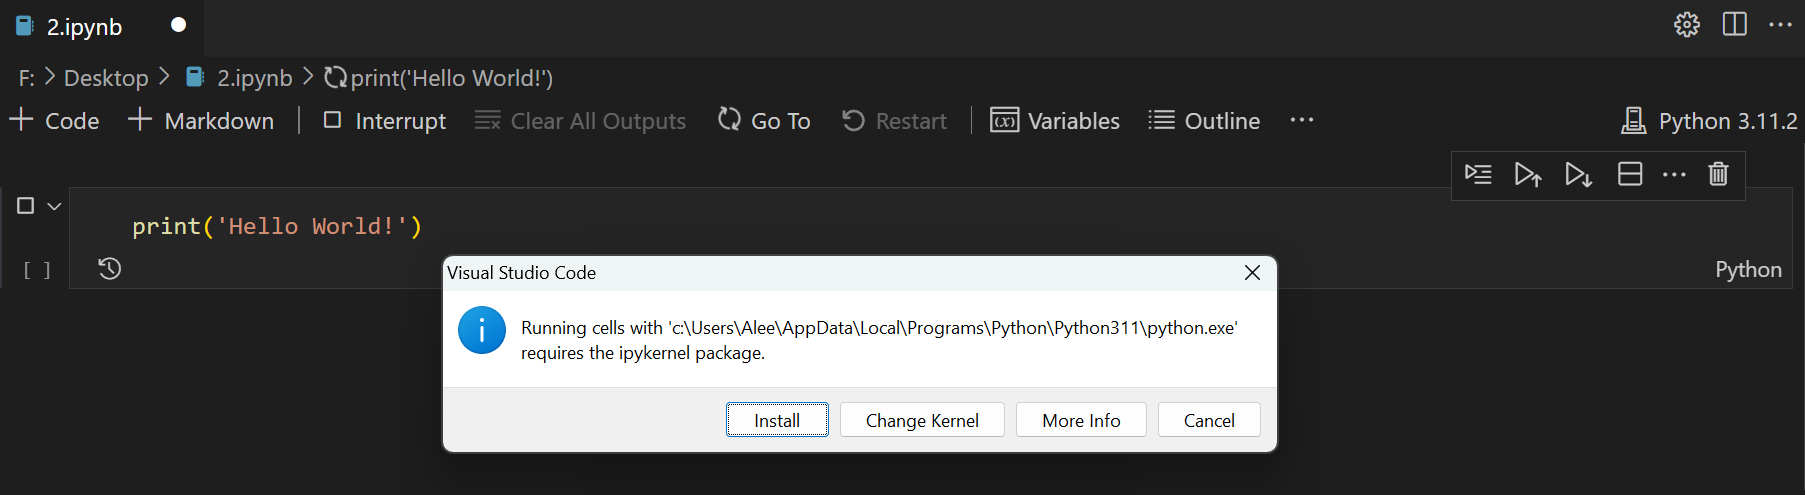 2.ipynb
F: > Desktop > 2.ipynb > print('Hello World!')
+ Code + Markdown | Interrupt Clear All Outputs Go To Restart | Variables Outline ··· Python 3.11.2
print('Hello World!')
[ ] Python
Visual Studio Code
Running cells with 'c:\Users\Alee\AppData\Local\Programs\Python\Python311\python.exe'
requires the ipykernel package.
Install Change Kernel More Info Cancel